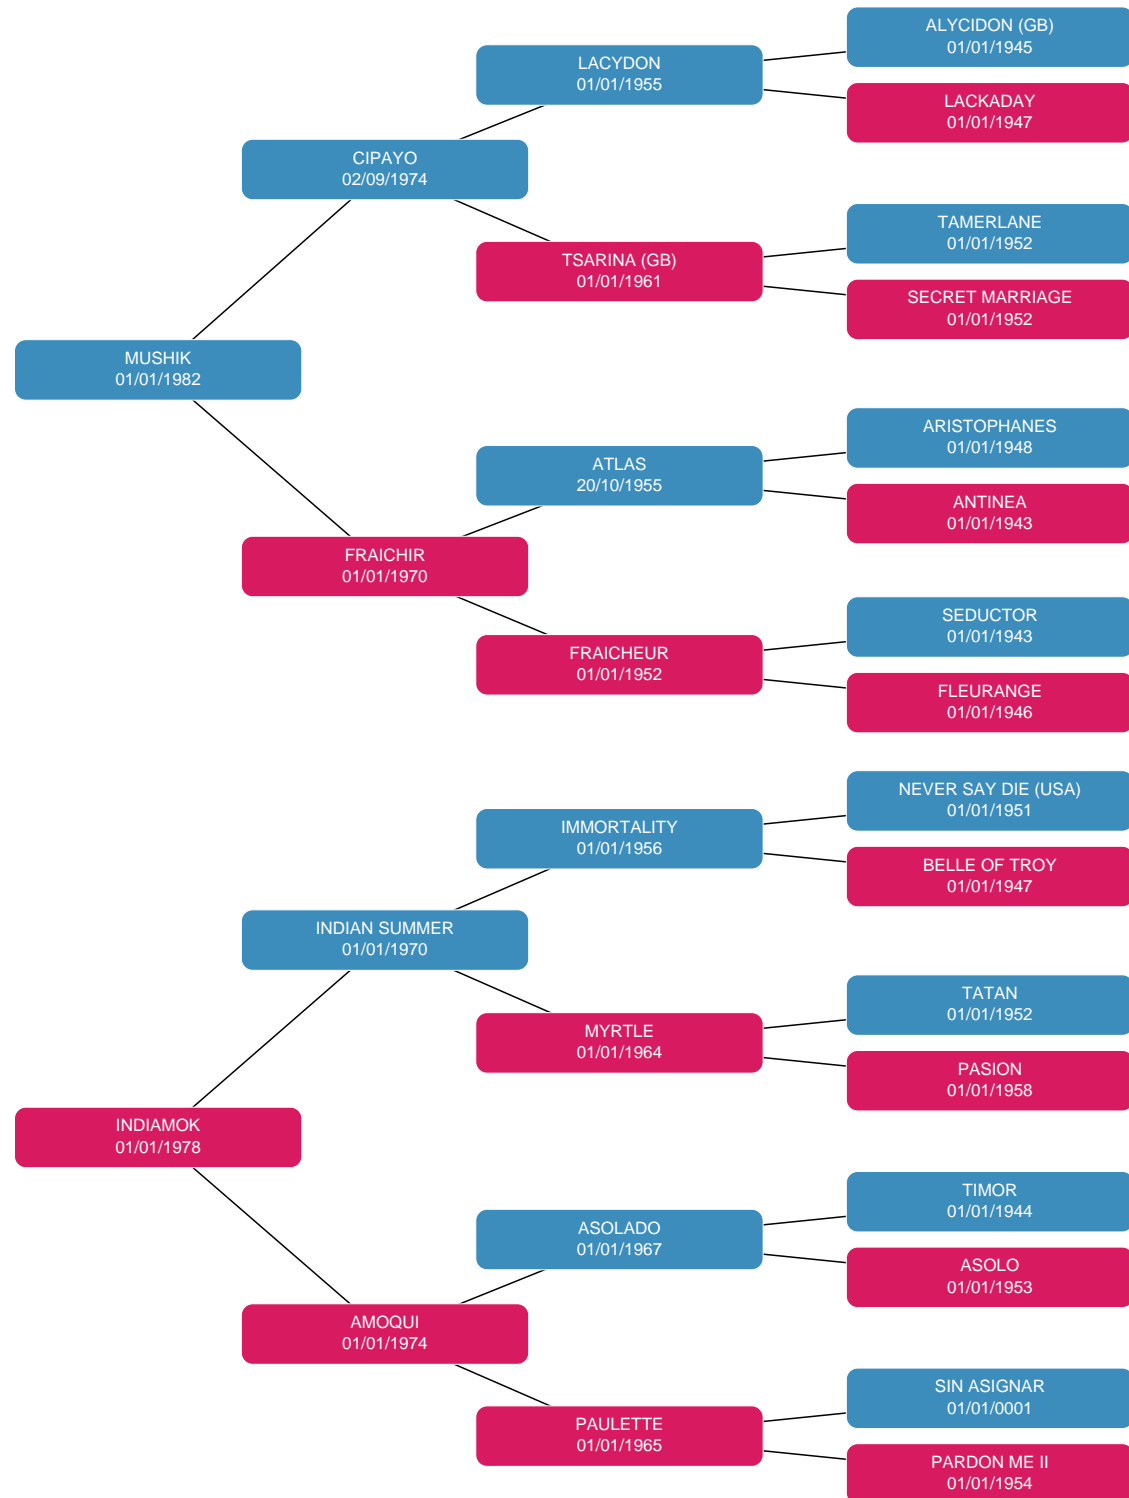 ALYCIDON (GB)
01/01/1945
LACYDON
01/01/1955
LACKADAY
01/01/1947
CIPAYO
02/09/1974
TAMERLANE
01/01/1952
TSARINA (GB)
01/01/1961
SECRET MARRIAGE
01/01/1952
MUSHIK
01/01/1982
ARISTOPHANES
01/01/1948
ATLAS
20/10/1955
ANTINEA
01/01/1943
FRAICHIR
01/01/1970
SEDUCTOR
01/01/1943
FRAICHEUR
01/01/1952
FLEURANGE
01/01/1946
NEVER SAY DIE (USA)
01/01/1951
IMMORTALITY
01/01/1956
BELLE OF TROY
01/01/1947
INDIAN SUMMER
01/01/1970
TATAN
01/01/1952
MYRTLE
01/01/1964
PASION
01/01/1958
INDIAMOK
01/01/1978
TIMOR
01/01/1944
ASOLADO
01/01/1967
ASOLO
01/01/1953
AMOQUI
01/01/1974
SIN ASIGNAR
01/01/0001
PAULETTE
01/01/1965
PARDON ME II
01/01/1954